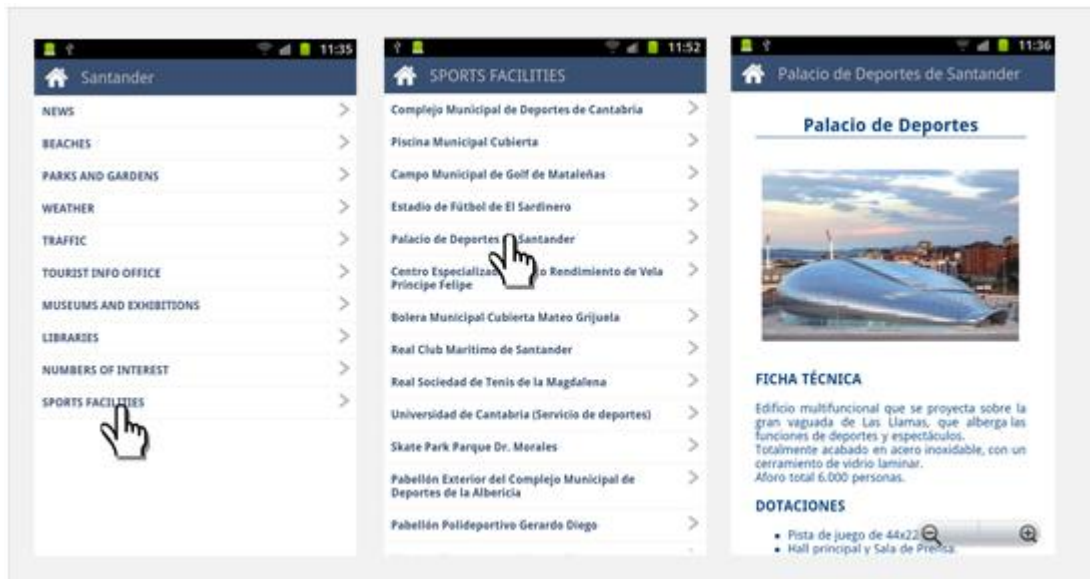 11:35
Santander
NEWS
BEACHES
PARKS AND GARDENS
WEATHER
TRAFFIC
TOURIST INFO OFFICE
MUSEUMS AND EXHIBITIONS
LIBRARIES
NUMBERS OF INTEREST
SPORTS FACILITIES
11:52
SPORTS FACILITIES
Complejo Municipal de Deportes de Cantabria
Piscina Municipal Cubierta
Campo Municipal de Golf de Mataleñas
Estadio de Fútbol de El Sardinero
Palacio de Deportes Santander
Centro Rendimiento de Vela
Príncipe Felipe
Bolera Municipal Cubierta Mateo Grijuela
Real Club Marítimo de Santander
Real Sociedad de Tenis de la Magdalena
Universidad de Cantabria (Servicio de deportes)
Skate Park Parque Dr. Morales
Pabellón Exterior del Complejo Municipal de
Deportes de la Albericia
Pabellón Polideportivo Gerardo Diego
11:36
Palacio de Deportes de Santander
Palacio de Deportes
FICHA TÉCNICA
Edificio multifuncional que se proyecta sobre la
gran vaguada de Las Llamas, que alberga las
funciones de deportes y espectáculos.
Totalmente acabado en acero inoxidable, con un
cerramiento de vidrio laminar.
Aforo total 6.000 personas.
DOTACIONES
Pista de juego de 44x22
Hall principal y Sala de Prensa.